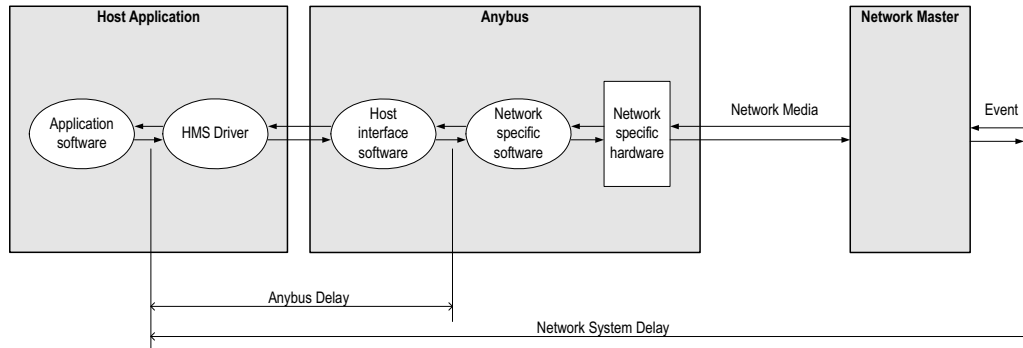 Host Application
Anybus
Network Master
Application
software
HMS Driver
Host
interface
software
Network
specific
software
Network
specific
hardware
Network Media
Event
Anybus Delay
Network System Delay